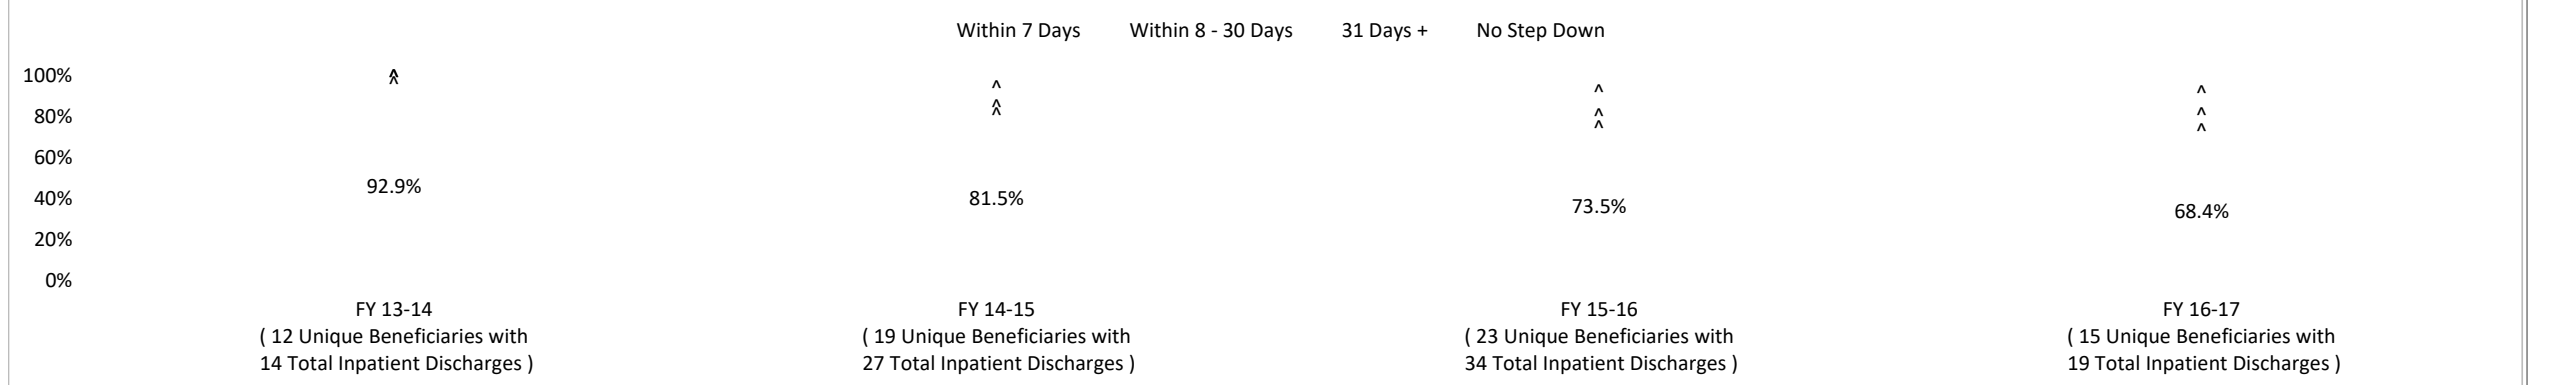 Within 7 Days Within 8 - 30 Days 31 Days + No Step Down
100%
80%
60%
40%
20%
0%
^ ^ ^
92.9%
^ ^ ^
81.5%
^ ^ ^
73.5%
^ ^ ^
68.4%
FY 13-14
( 12 Unique Beneficiaries with
14 Total Inpatient Discharges )
FY 14-15
( 19 Unique Beneficiaries with
27 Total Inpatient Discharges )
FY 15-16
( 23 Unique Beneficiaries with
34 Total Inpatient Discharges )
FY 16-17
( 15 Unique Beneficiaries with
19 Total Inpatient Discharges )